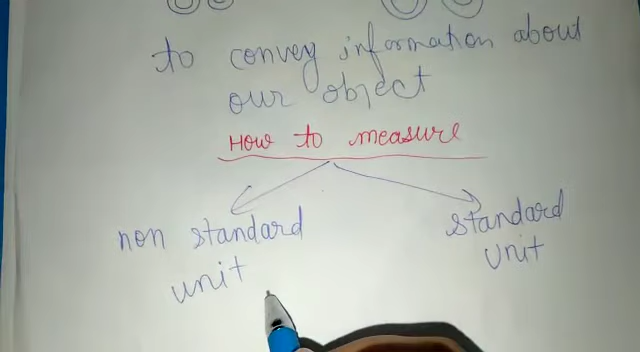 to convey information about
our object
How to measure
non standard
unit
standard
unit